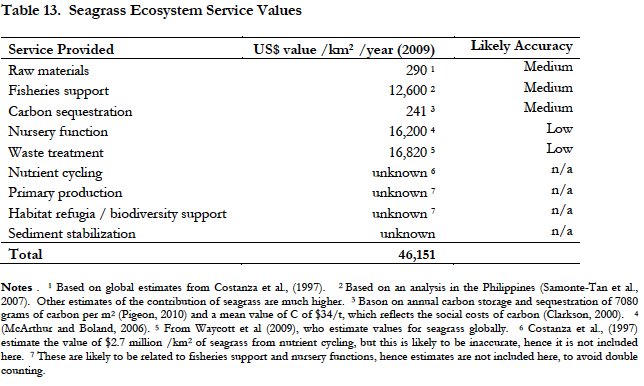 Table 13. Seagrass Ecosystem Service Values
Service Provided US$ value /km² /year (2009) Likely Accuracy
Raw materials 290 ¹ Medium
Fisheries support 12,600 ² Medium
Carbon sequestration 241 ³ Medium
Nursery function 16,200 ⁴ Low
Waste treatment 16,820 ⁵ Low
Nutrient cycling unknown ⁶ n/a
Primary production unknown ⁷ n/a
Habitat refugia / biodiversity support unknown ⁷ n/a
Sediment stabilization unknown n/a
Total 46,151
Notes . ¹ Based on global estimates from Costanza et al., (1997). ² Based on an analysis in the Philippines (Samonte-Tan et al.,
2007). Other estimates of the contribution of seagrass are much higher. ³ Bason on annual carbon storage and sequestration of 7080
grams of carbon per m² (Pigeon, 2010) and a mean value of C of $34/t, which reflects the social costs of carbon (Clarkson, 2000). ⁴
(McArthur and Boland, 2006). ⁵ From Waycott et al (2009), who estimate values for seagrass globally. ⁶ Costanza et al., (1997)
estimate the value of $2.7 million /km² of seagrass from nutrient cycling, but this is likely to be inaccurate, hence it is not included
here. ⁷ These are likely to be related to fisheries support and nursery functions, hence estimates are not included here, to avoid double
counting.